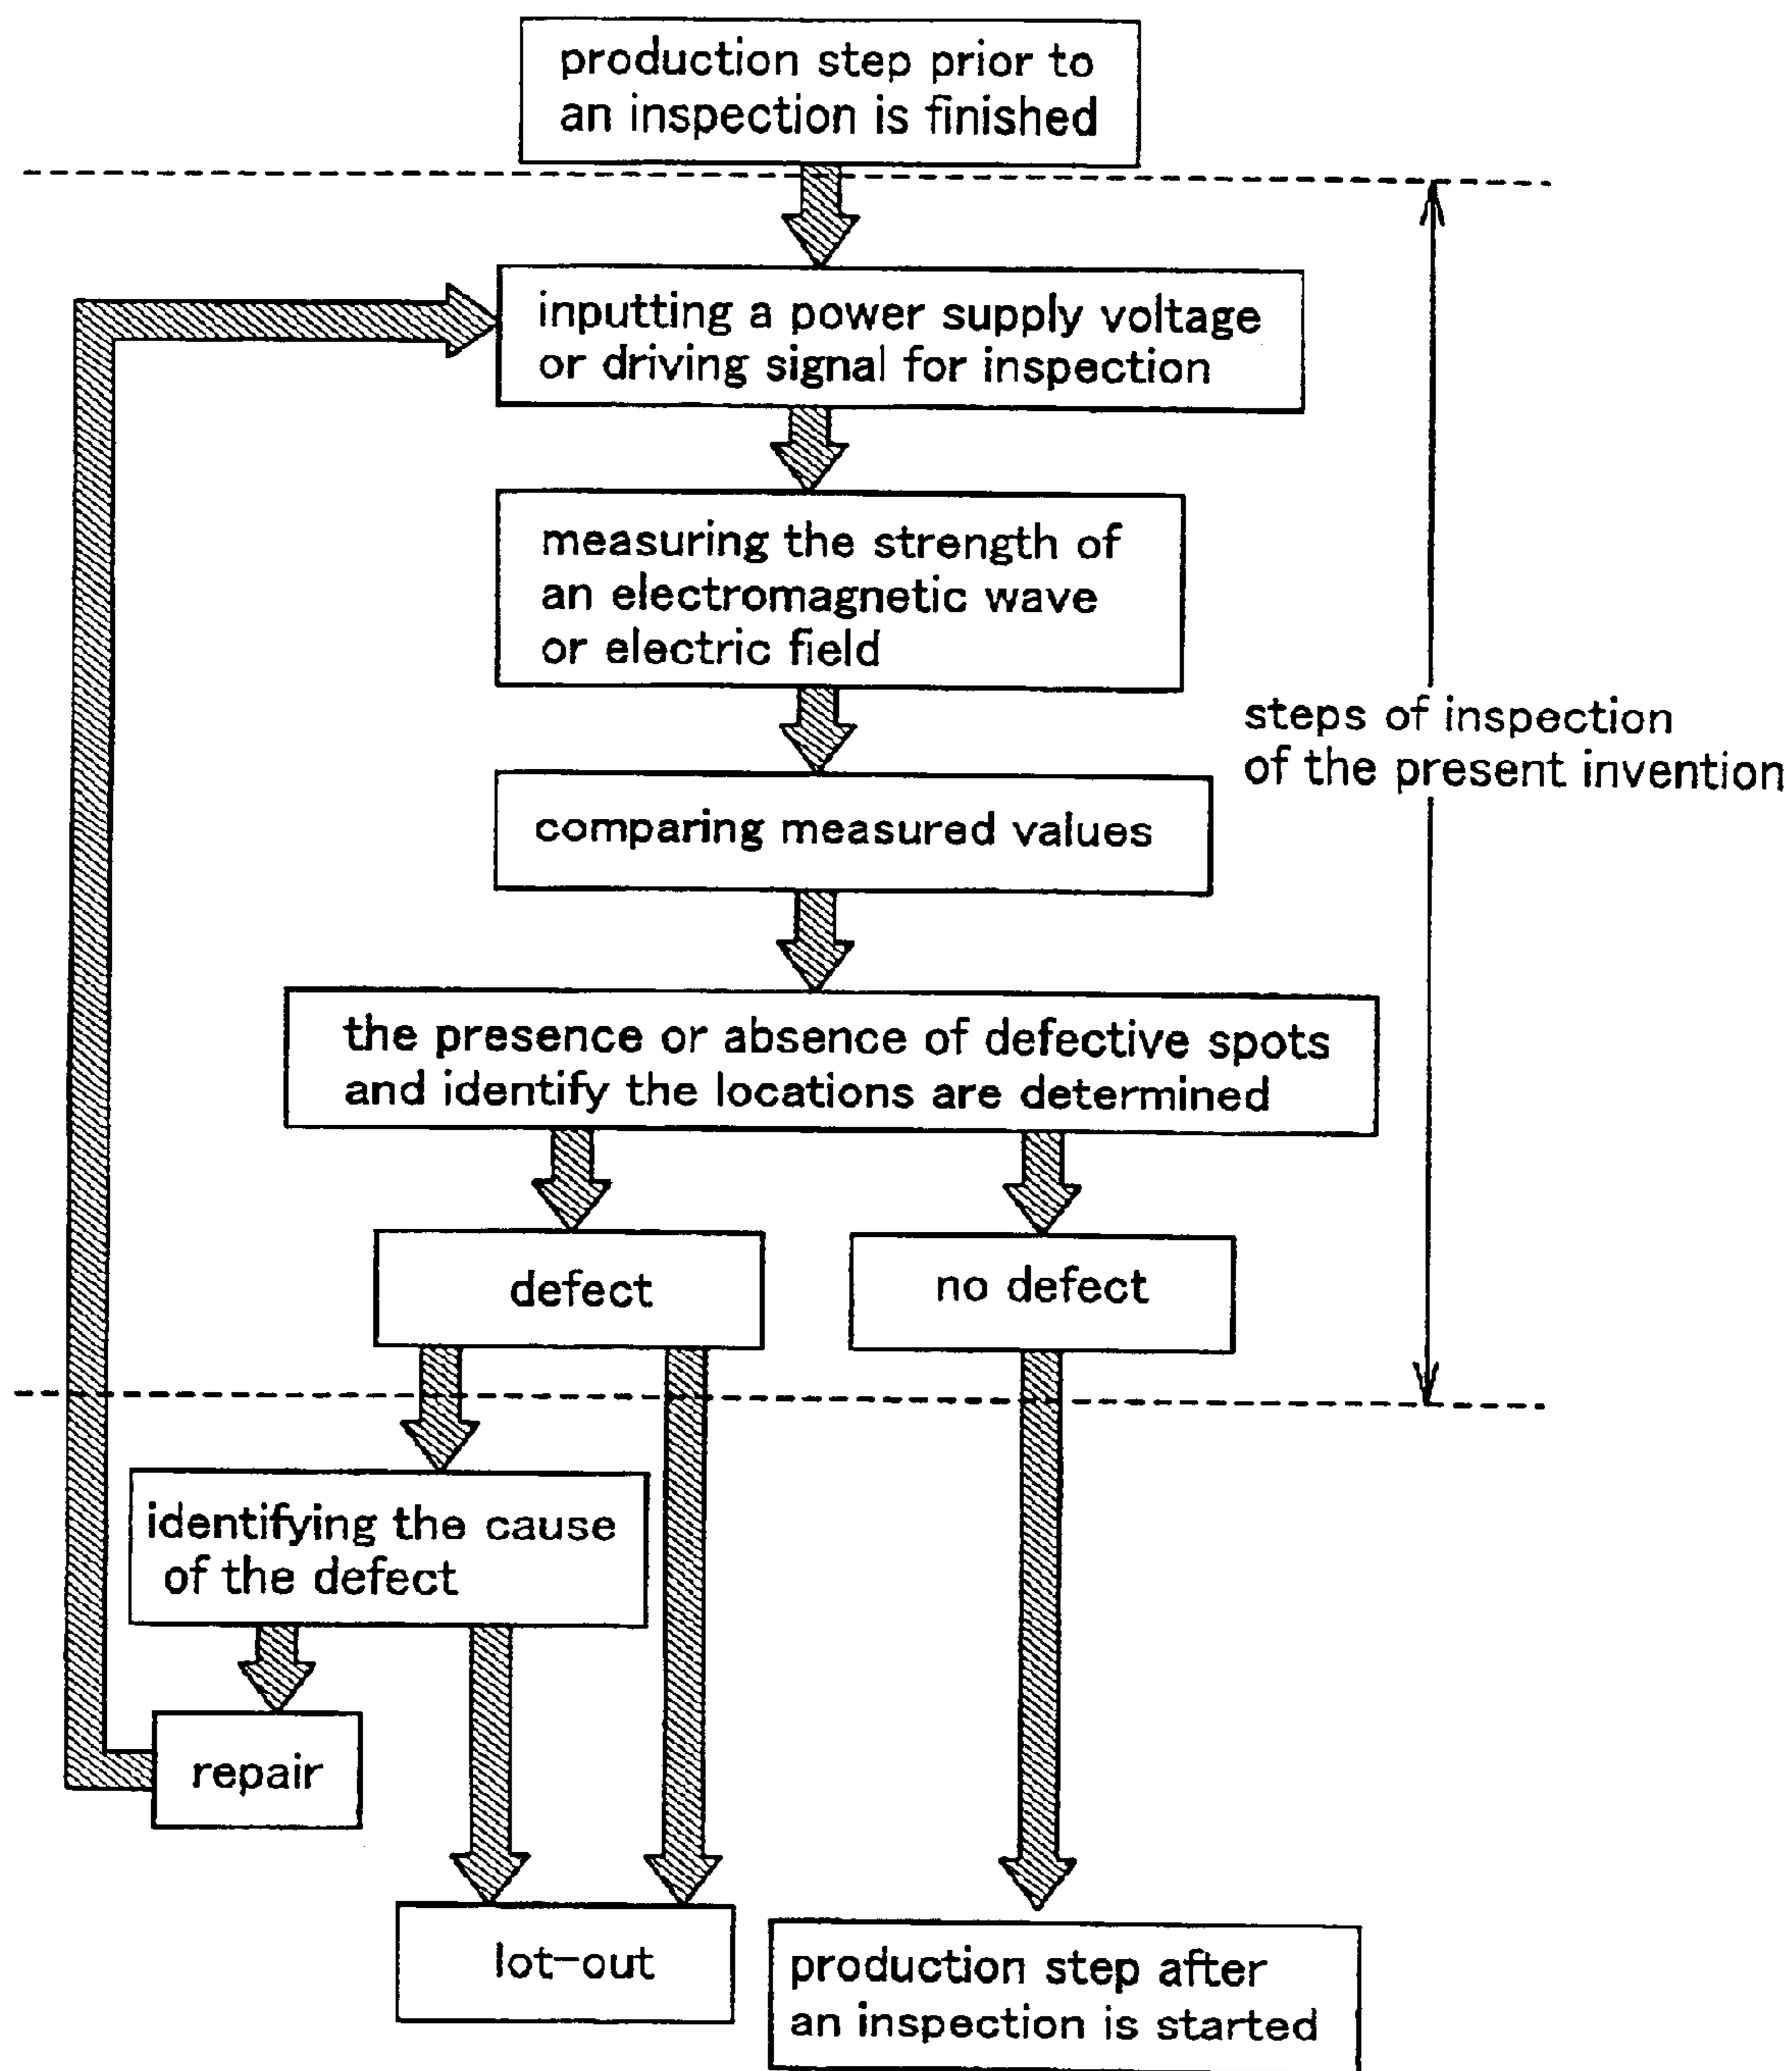 production step prior to
an inspection is finished
inputting a power supply voltage
or driving signal for inspection
measuring the strength of
an electromagnetic wave
or electric field
steps of inspection
of the present invention
comparing measured values
the presence or absence of defective spots
and identify the locations are determined
defect
no defect
identifying the cause
of the defect
repair
lot-out
production step after
an inspection is started